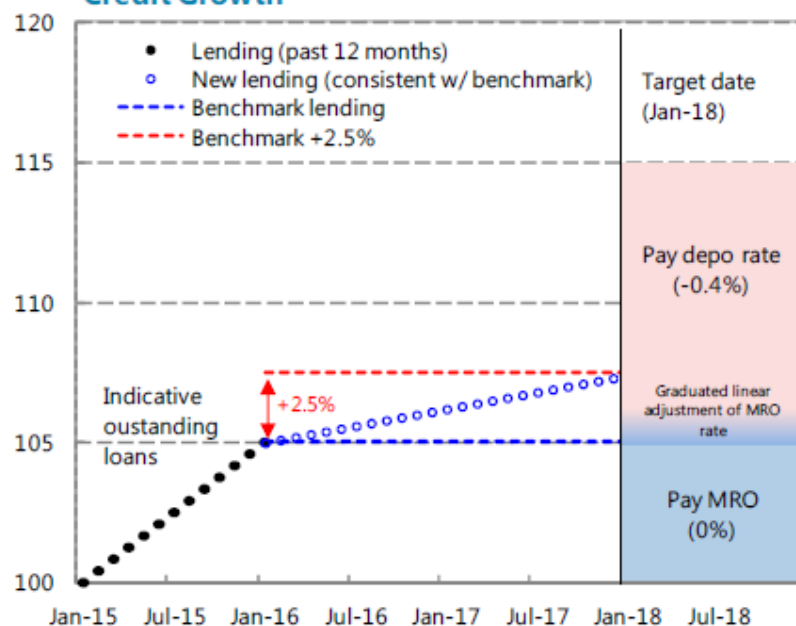 Credit Growth
120
Lending (past 12 months)
New lending (consistent w/ benchmark)
Benchmark lending
Benchmark +2.5%
Target date
(Jan-18)
115
Pay depo rate
(-0.4%)
110
Indicative
oustanding
loans
+2.5%
Graduated linear
adjustment of MRO
rate
105
Pay MRO
(0%)
100
Jan-15 Jul-15 Jan-16 Jul-16 Jan-17 Jul-17 Jan-18 Jul-18